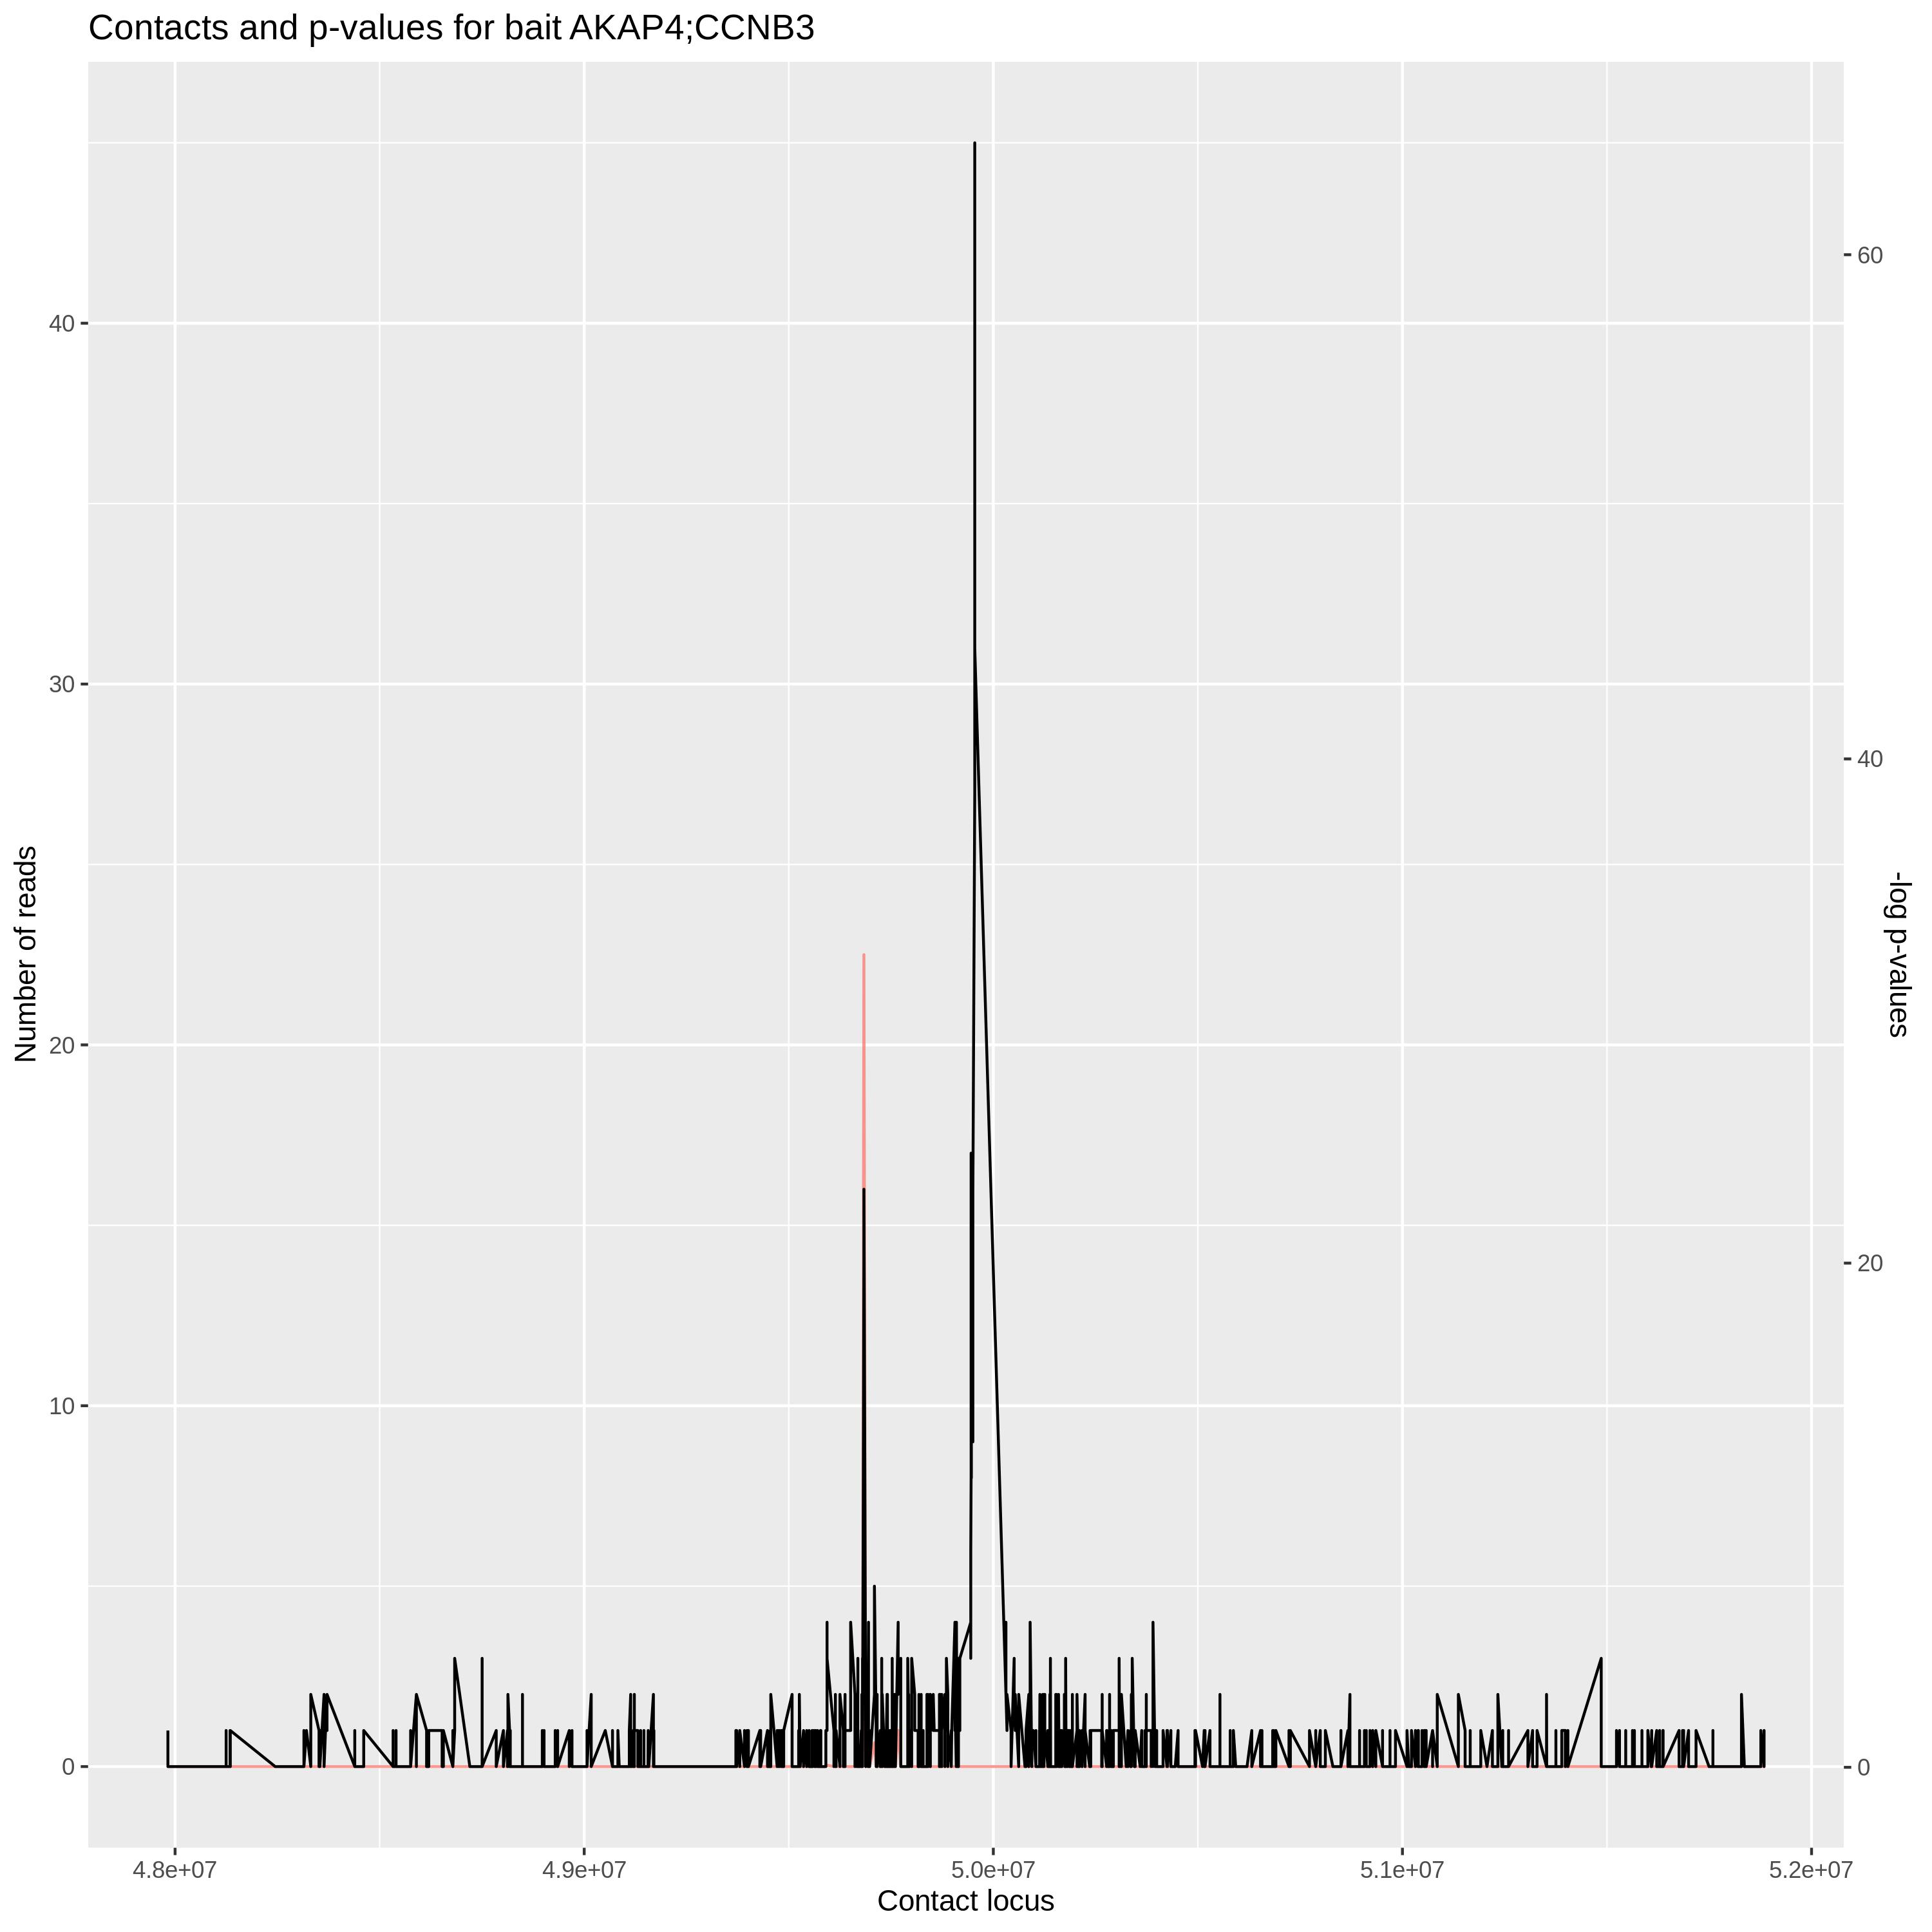 Contacts and p-values for bait AKAP4;CCNB3
Number of reads
40
30
20
10
0
60
40
20
0
-log p-values
4.8e+07
4.9e+07
5.0e+07
5.1e+07
5.2e+07
Contact locus